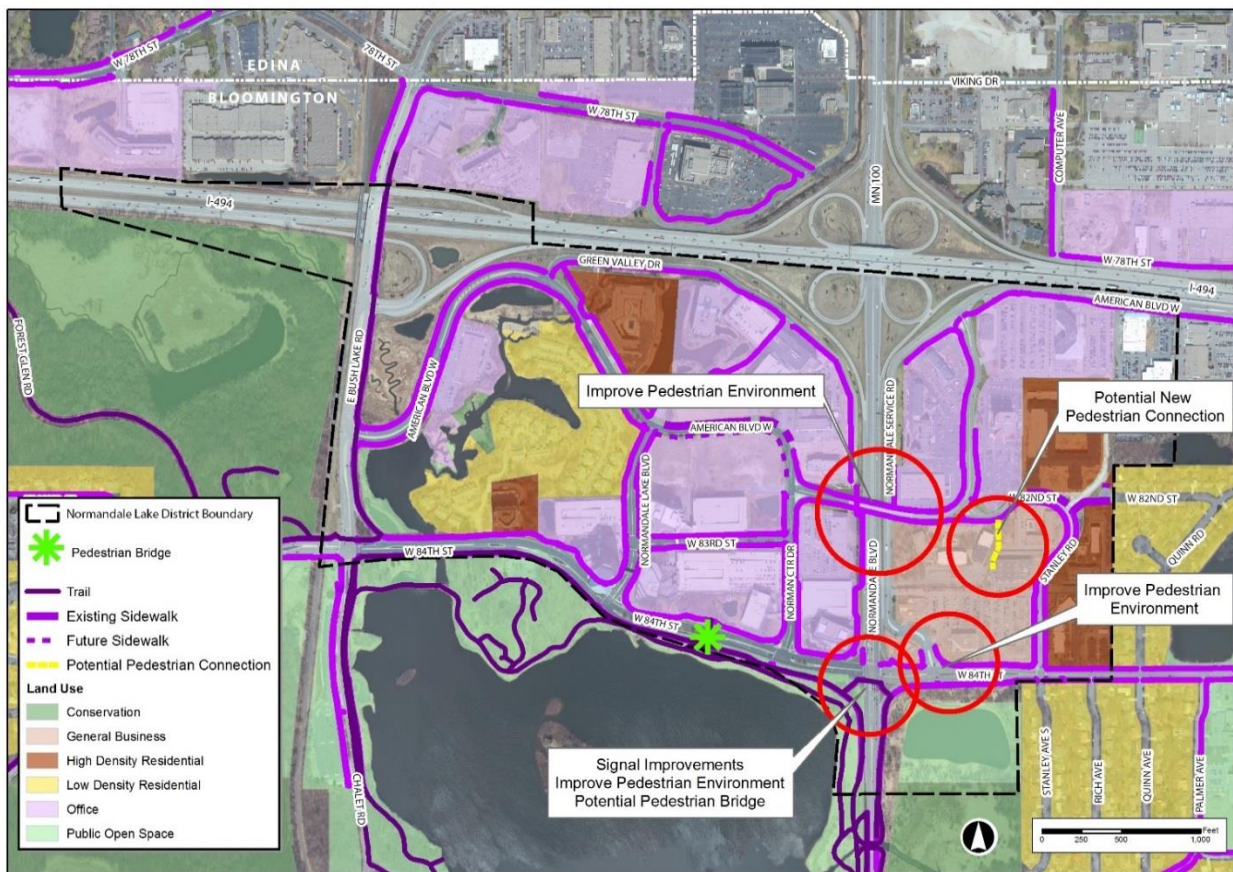 W 78TH ST
EDINA
BLOOMINGTON
78TH ST
VIKING DR
W 78TH ST
MN 100
COMPUTER AVE
I-494
W 78TH ST
I-494
GREEN VALLEY DR
AMERICAN BLVD W
FOREST GLEN RD
E BUSH LAKE RD
AMERICAN BLVD W
Improve Pedestrian Environment
NORMANDALE SERVICE RD
Potential New
Pedestrian Connection
AMERICAN BLVD W
NORMANDALE LAKE BLVD
W 82ND ST
W 82ND ST
QUINN RD
STANLEY RD
W 83RD ST
NORMAN CTR DR
NORMANDALE BLVD
W 84TH ST
Improve Pedestrian
Environment
W 84TH ST
W 84TH ST
Signal Improvements
Improve Pedestrian Environment
Potential Pedestrian Bridge
CHALET RD
STANLEY AVE S
RICH AVE
QUINN AVE
PALMER AVE
Legend
Normandale Lake District Boundary
Pedestrian Bridge
Trail
Existing Sidewalk
Future Sidewalk
Potential Pedestrian Connection
Land Use
Conservation
General Business
High Density Residential
Low Density Residential
Office
Public Open Space
Feet
0 250 500 1,000